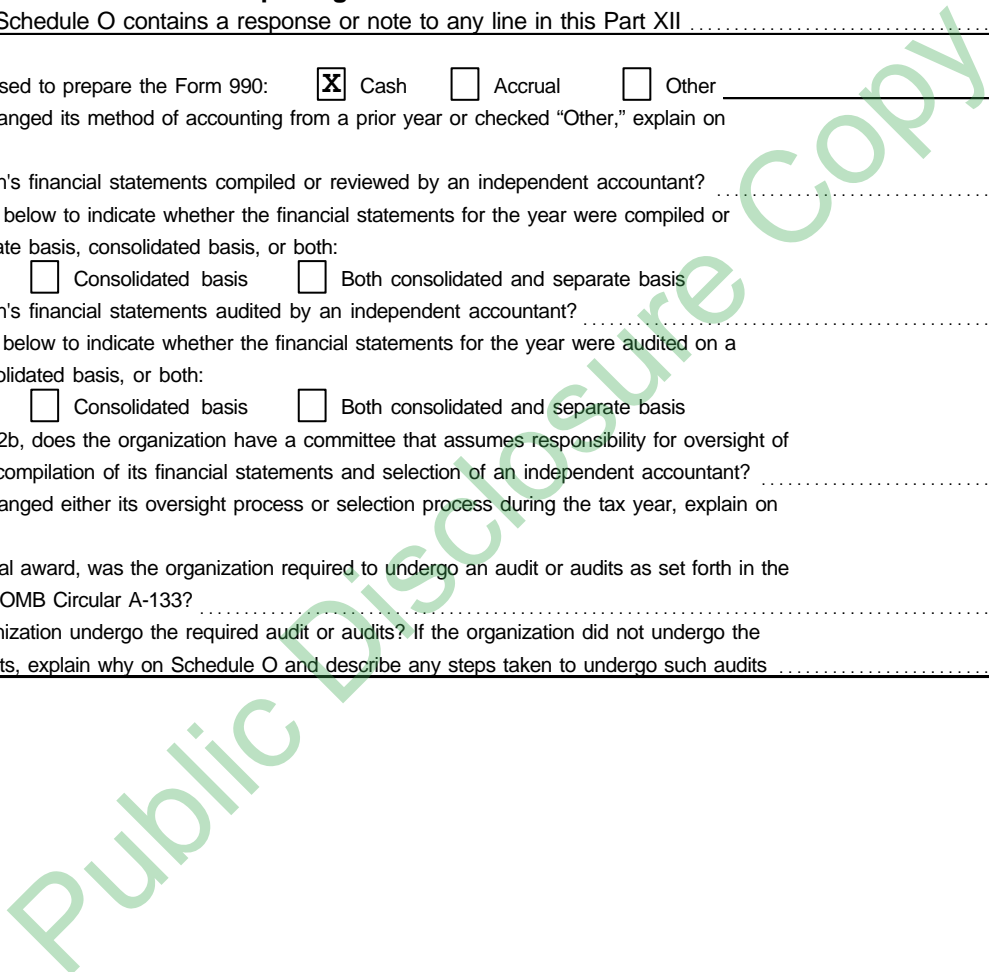 Schedule O contains a response or note to any line in this Part XII
sed to prepare the Form 990: X Cash Accrual Other
anged its method of accounting from a prior year or checked “Other,” explain on
n's financial statements compiled or reviewed by an independent accountant?
below to indicate whether the financial statements for the year were compiled or
ate basis, consolidated basis, or both:
Consolidated basis Both consolidated and separate basis
n's financial statements audited by an independent accountant?
below to indicate whether the financial statements for the year were audited on a
olidated basis, or both:
Consolidated basis Both consolidated and separate basis
2b, does the organization have a committee that assumes responsibility for oversight of
compilation of its financial statements and selection of an independent accountant?
anged either its oversight process or selection process during the tax year, explain on
al award, was the organization required to undergo an audit or audits as set forth in the
OMB Circular A-133?
nization undergo the required audit or audits? If the organization did not undergo the
ts, explain why on Schedule O and describe any steps taken to undergo such audits
Public Disclosure Copy